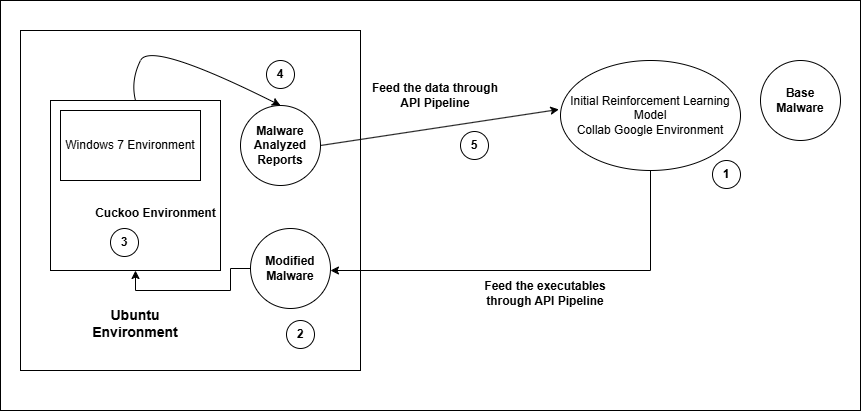 4
Feed the data through
API Pipeline
Initial Reinforcement Learning
Model
Collab Google Environment
Base
Malware
Malware
Analyzed
Reports
Windows 7 Environment
5
1
Cuckoo Environment
3
Modified
Malware
Feed the executables
through API Pipeline
Ubuntu
Environment
2